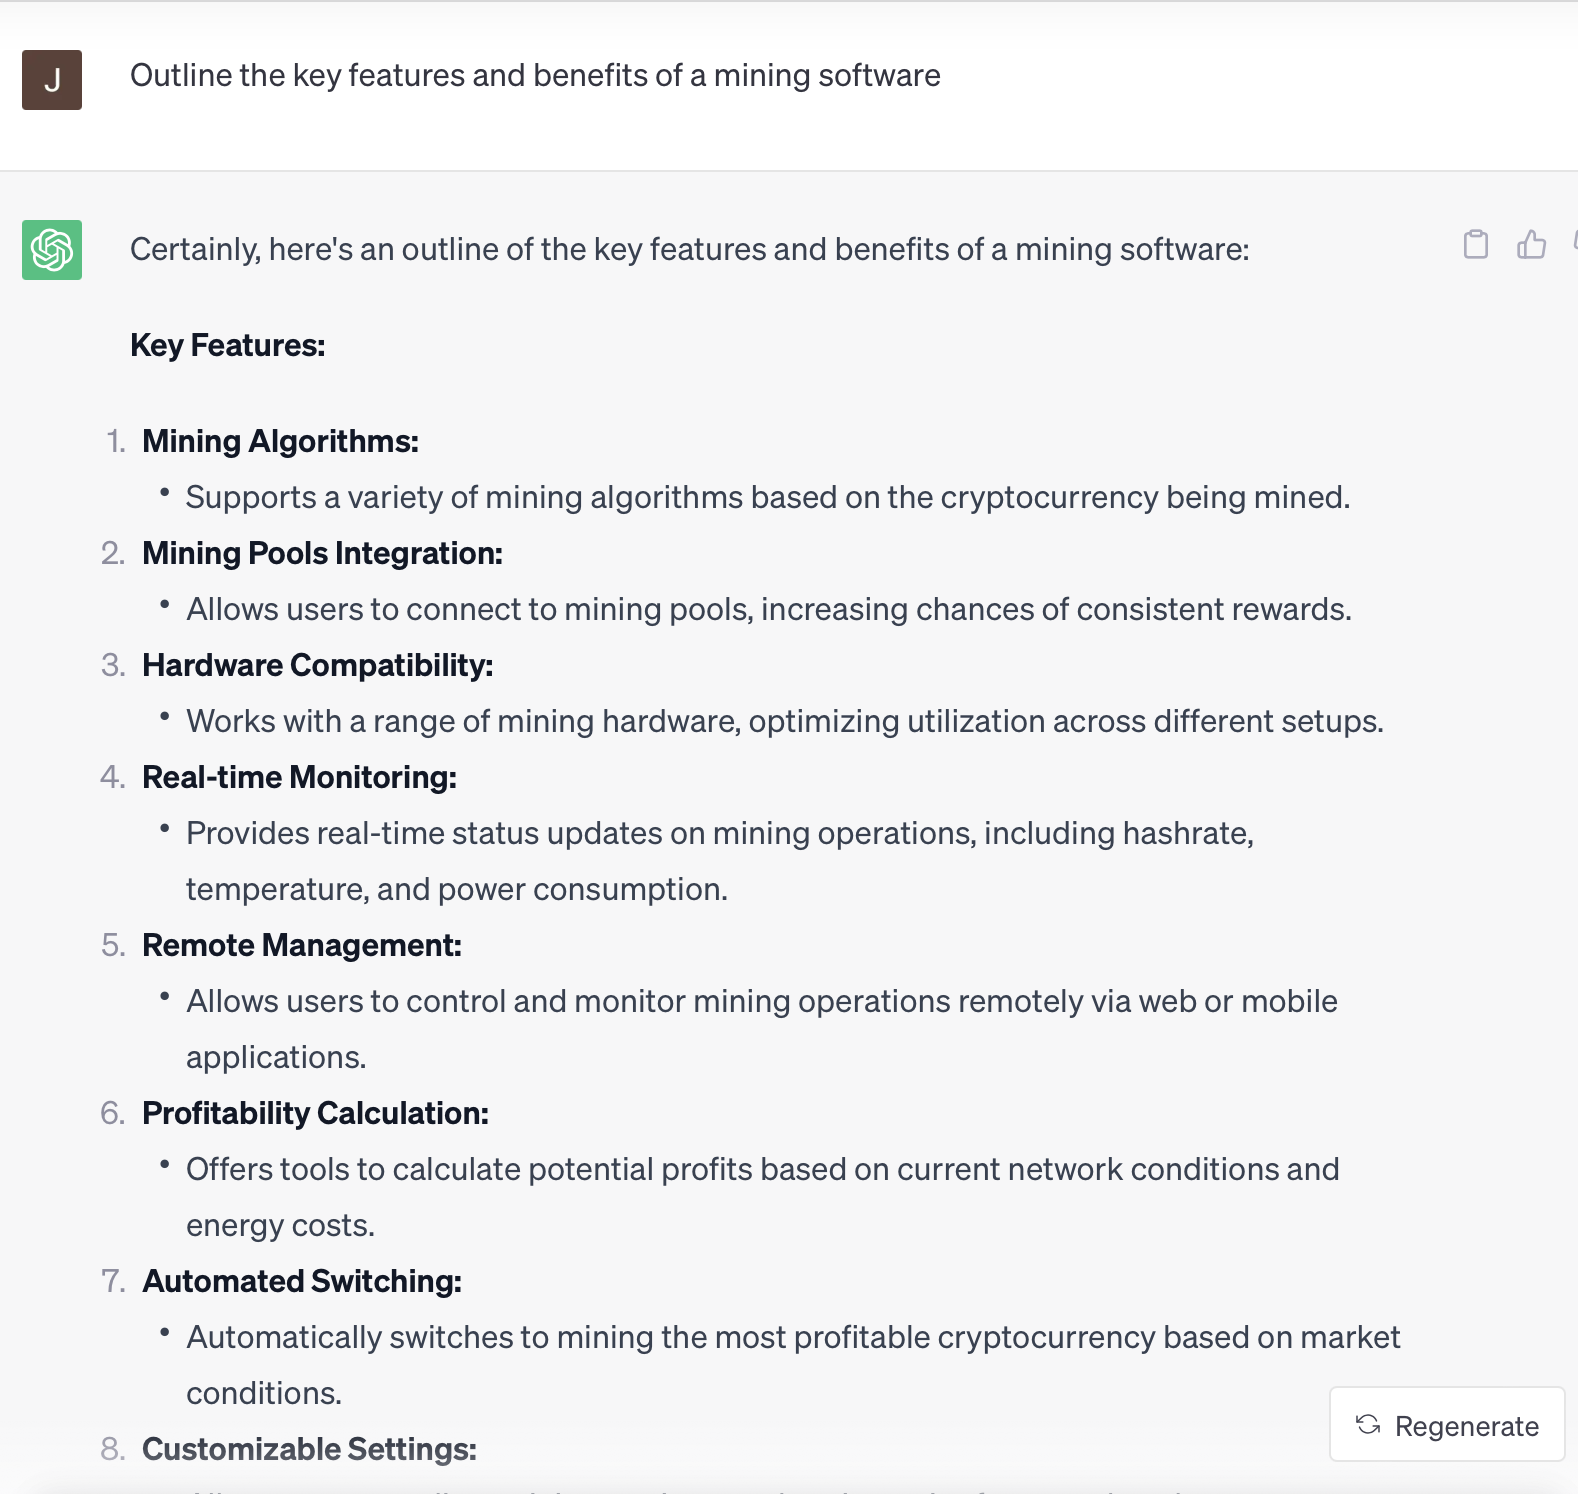 J
Outline the key features and benefits of a mining software
Certainly, here's an outline of the key features and benefits of a mining software:
Key Features:
1. Mining Algorithms:
• Supports a variety of mining algorithms based on the cryptocurrency being mined.
2. Mining Pools Integration:
• Allows users to connect to mining pools, increasing chances of consistent rewards.
3. Hardware Compatibility:
• Works with a range of mining hardware, optimizing utilization across different setups.
4. Real-time Monitoring:
• Provides real-time status updates on mining operations, including hashrate,
temperature, and power consumption.
5. Remote Management:
• Allows users to control and monitor mining operations remotely via web or mobile
applications.
6. Profitability Calculation:
• Offers tools to calculate potential profits based on current network conditions and
energy costs.
7. Automated Switching:
• Automatically switches to mining the most profitable cryptocurrency based on market
conditions.
Regenerate
8. Customizable Settings: